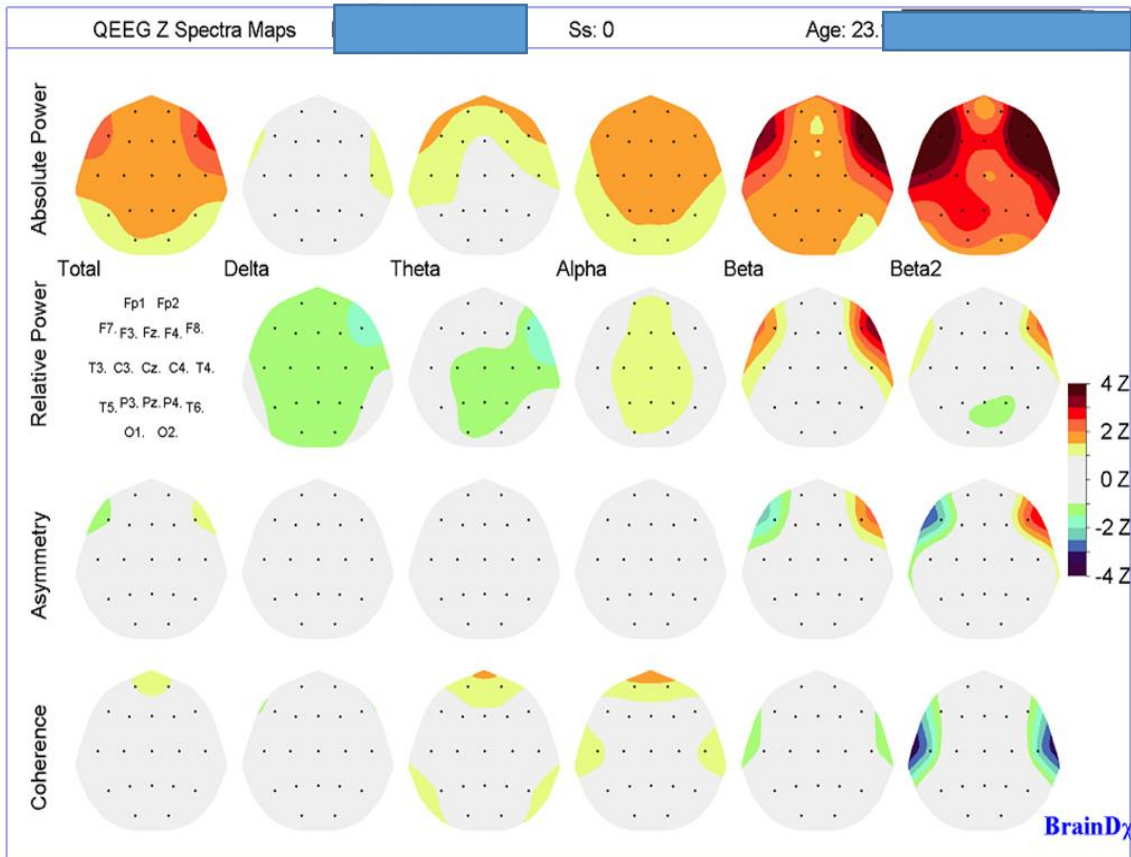 QEEG Z Spectra Maps Ss: 0 Age: 23.
Absolute Power
Total Delta Theta Alpha Beta Beta2
Relative Power
Fp1 Fp2
F7. F3. Fz. F4. F8.
T3. C3. Cz. C4. T4.
T5. P3. Pz. P4. T6.
O1. O2.
4 Z
2 Z
0 Z
-2 Z
-4 Z
Asymmetry
Coherence
BrainDχ